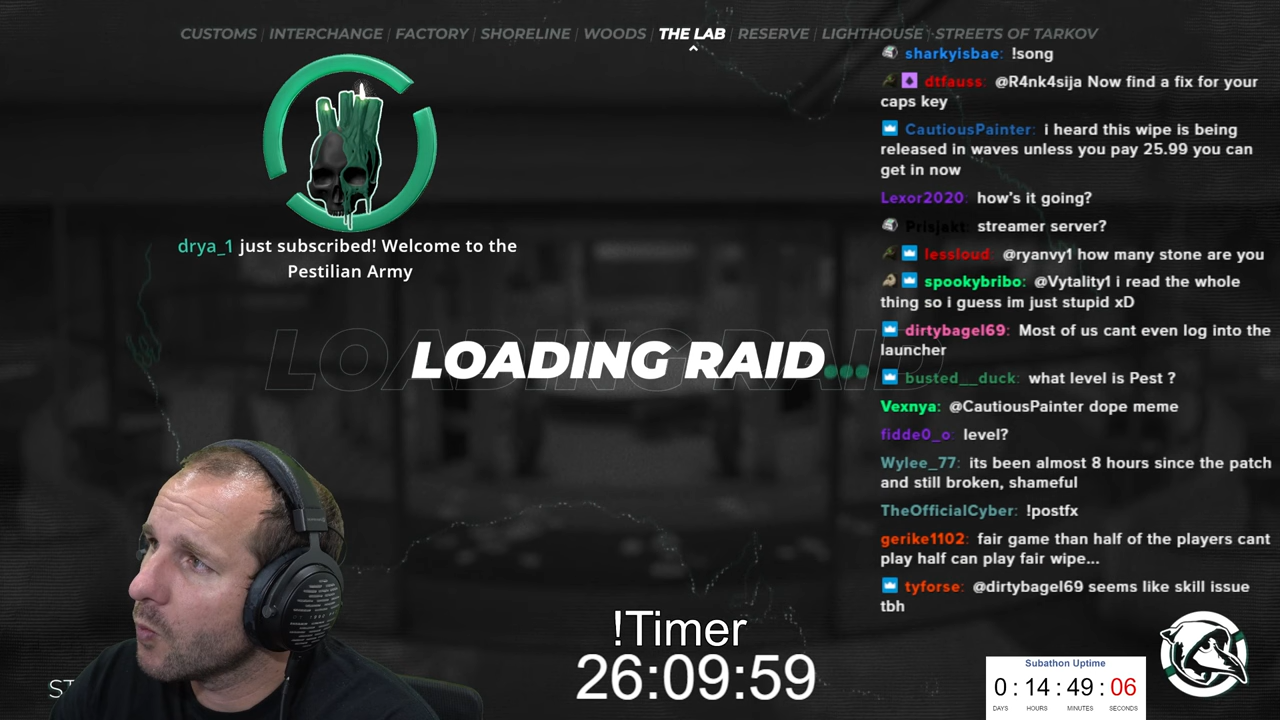 CUSTOMS | INTERCHANGE | FACTORY | SHORELINE | WOODS | THE LAB | RESERVE | LIGHTHOUSE | STREETS OF TARKOV
drya_1 just subscribed! Welcome to the
Pestilian Army
LOADING RAID...
sharkyisbae: !song
dtfauss: @R4nk4sija Now find a fix for your
caps key
CautiousPainter: i heard this wipe is being
released in waves unless you pay 25.99 you can
get in now
Lexor2020: how's it going?
Prisjakt: streamer server?
lessloud: @ryanvy1 how many stone are you
spookybribo: @Vytality1 i read the whole
thing so i guess im just stupid xD
dirtybagel69: Most of us cant even log into the
launcher
busted__duck: what level is Pest ?
Vexnya: @CautiousPainter dope meme
fidde0_o: level?
Wylee_77: its been almost 8 hours since the patch
and still broken, shameful
TheOfficialCyber: !postfx
gerike1102: fair game than half of the players cant
play half can play fair wipe...
tyforse: @dirtybagel69 seems like skill issue
tbh
!Timer
26:09:59
Subathon Uptime
0 : 14 : 49 : 06
DAYS HOURS MINUTES SECONDS
ST